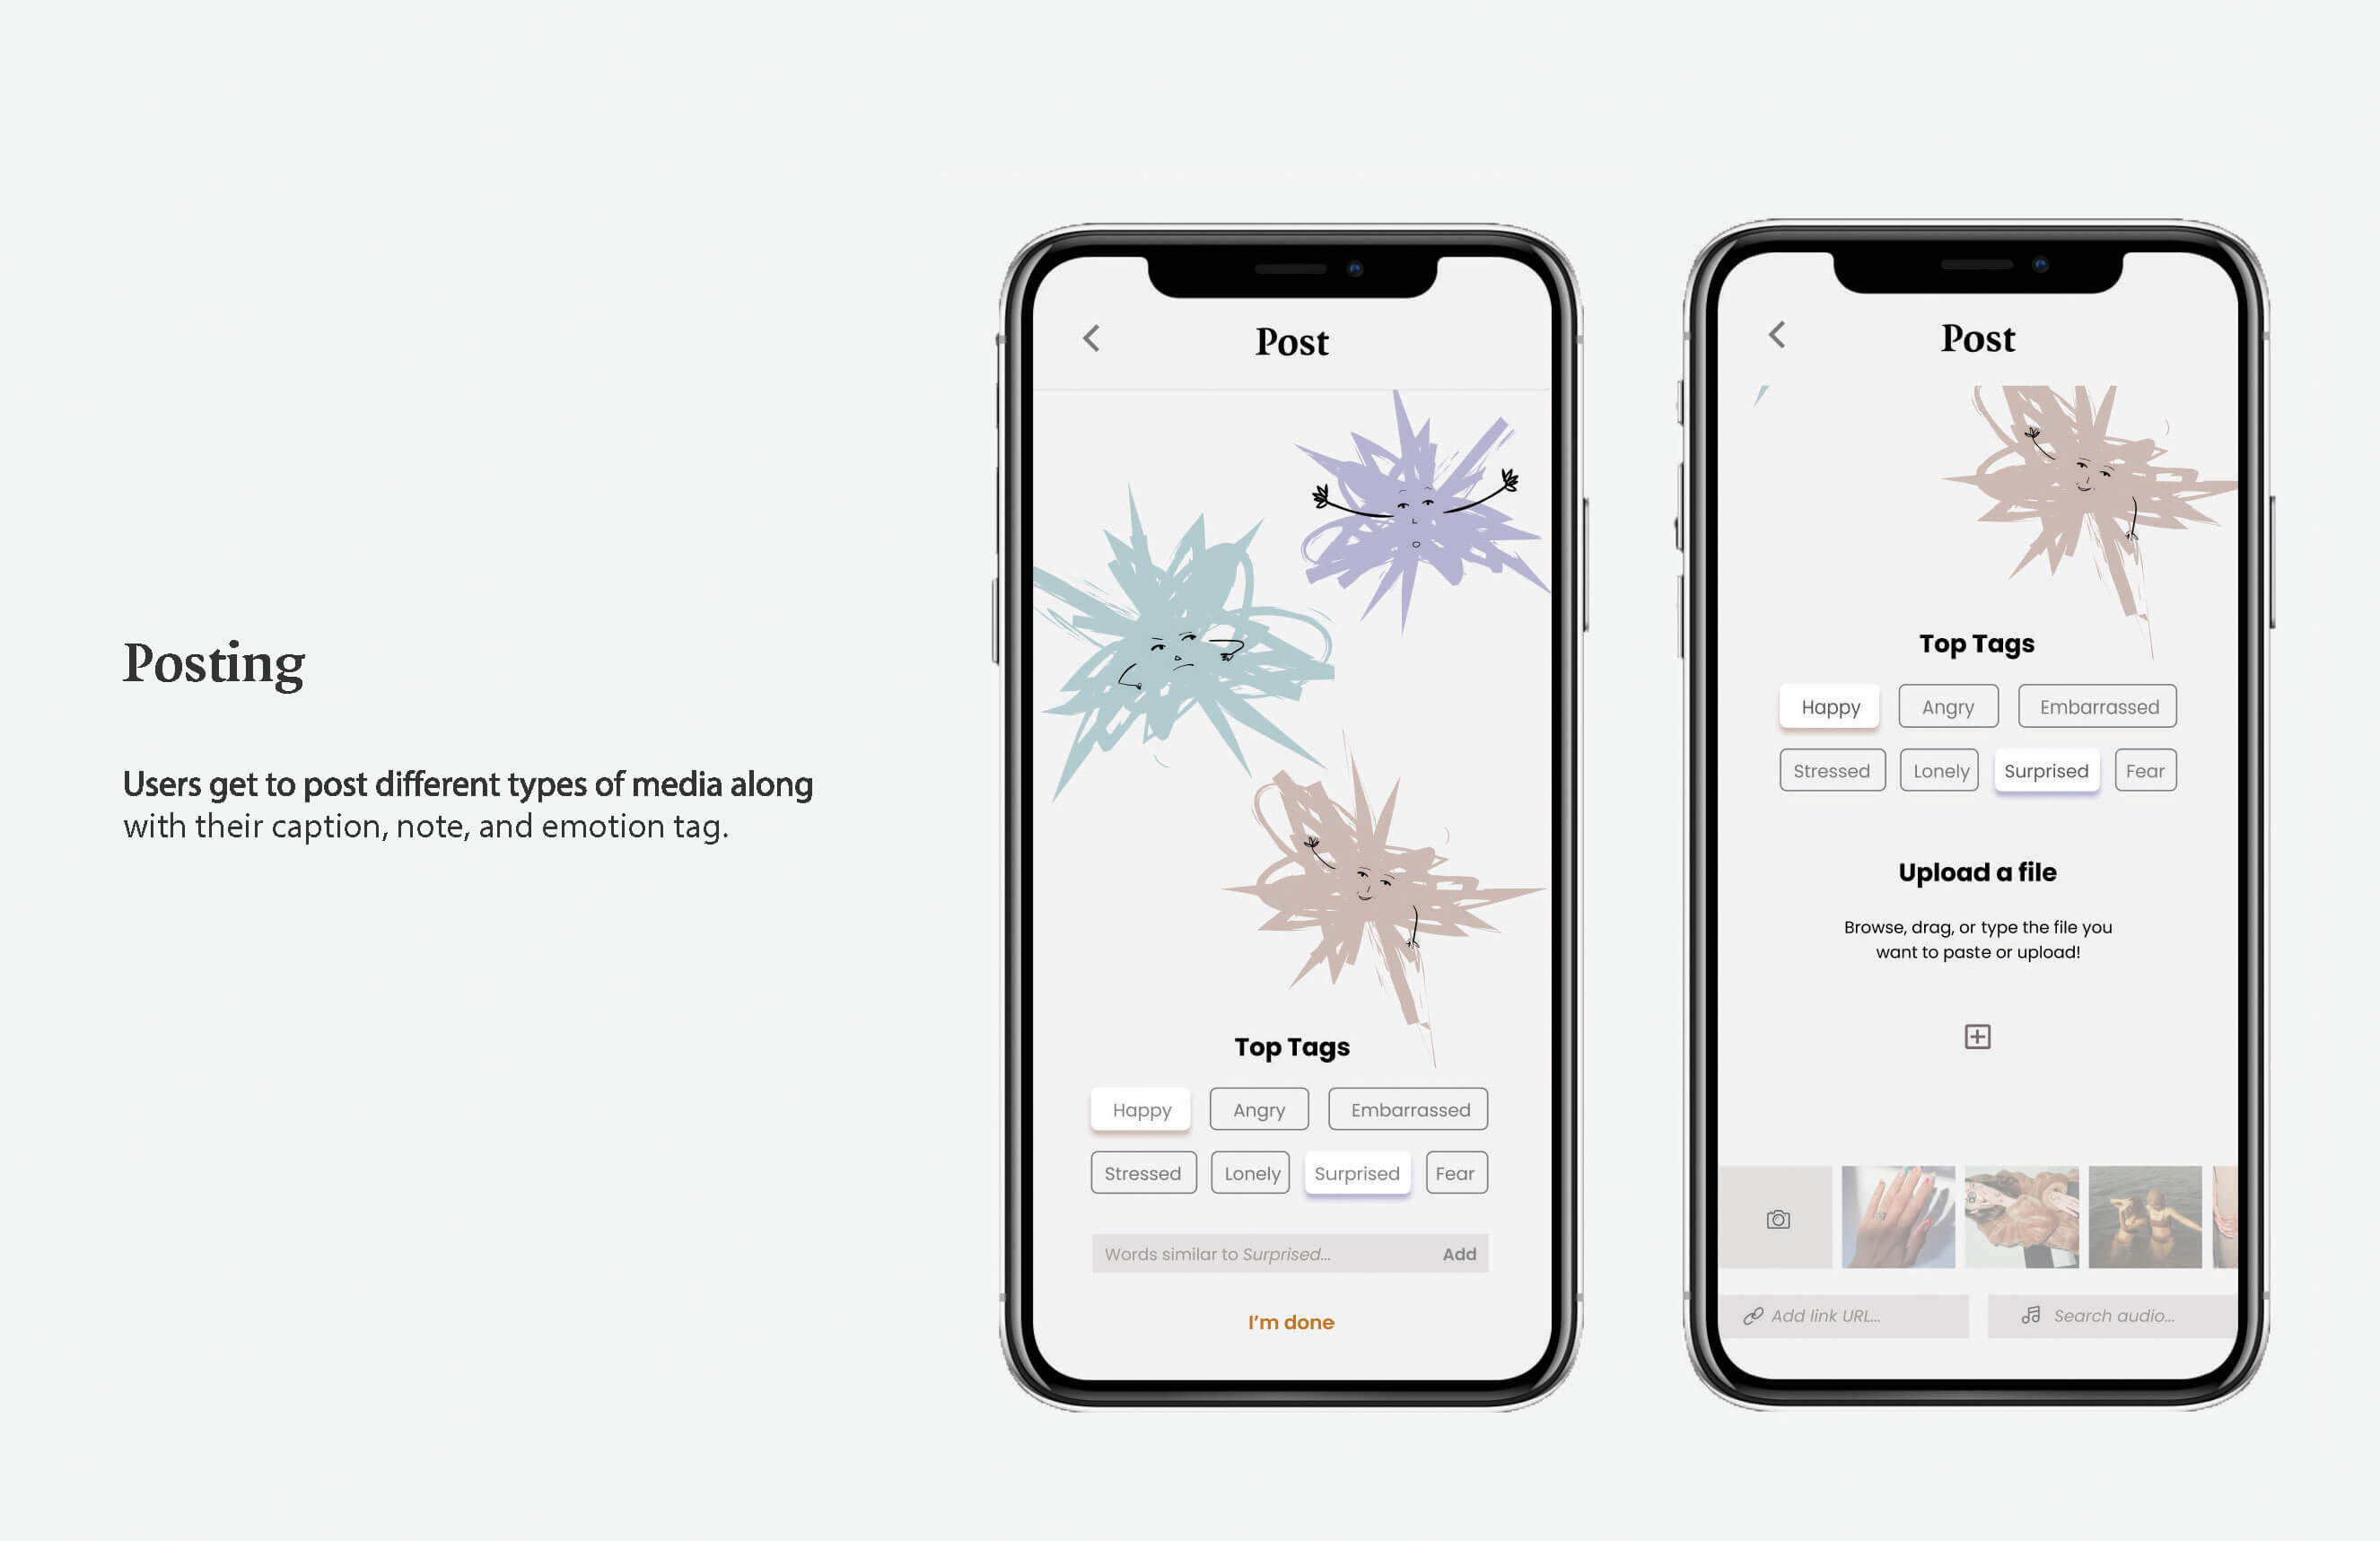 Posting
Users get to post different types of media along
with their caption, note, and emotion tag.
Post
Top Tags
Happy Angry Embarrassed
Stressed Lonely Surprised Fear
Words similar to Surprised... Add
I'm done
Post
Top Tags
Happy Angry Embarrassed
Stressed Lonely Surprised Fear
Upload a file
Browse, drag, or type the file you
want to paste or upload!
Add link URL... Search audio...